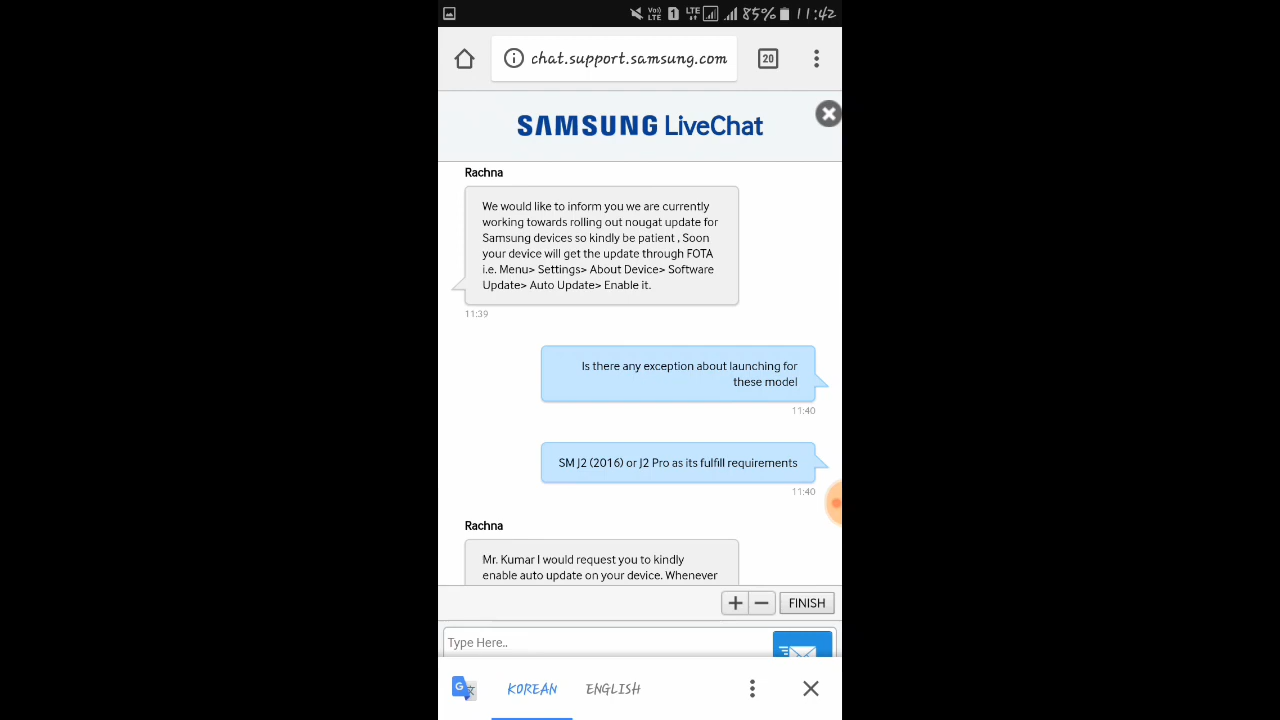 Vo)
LTE
1
LTE
85%
11:42
chat.support.samsung.com
20
SAMSUNG LiveChat
Rachna
We would like to inform you we are currently
working towards rolling out nougat update for
Samsung devices so kindly be patient , Soon
your device will get the update through FOTA
i.e. Menu> Settings> About Device> Software
Update> Auto Update> Enable it.
11:39
Is there any exception about launching for
these model
11:40
SM J2 (2016) or J2 Pro as its fulfill requirements
11:40
Rachna
Mr. Kumar I would request you to kindly
enable auto update on your device. Whenever
+ − FINISH
Type Here..
G 文
KOREAN ENGLISH